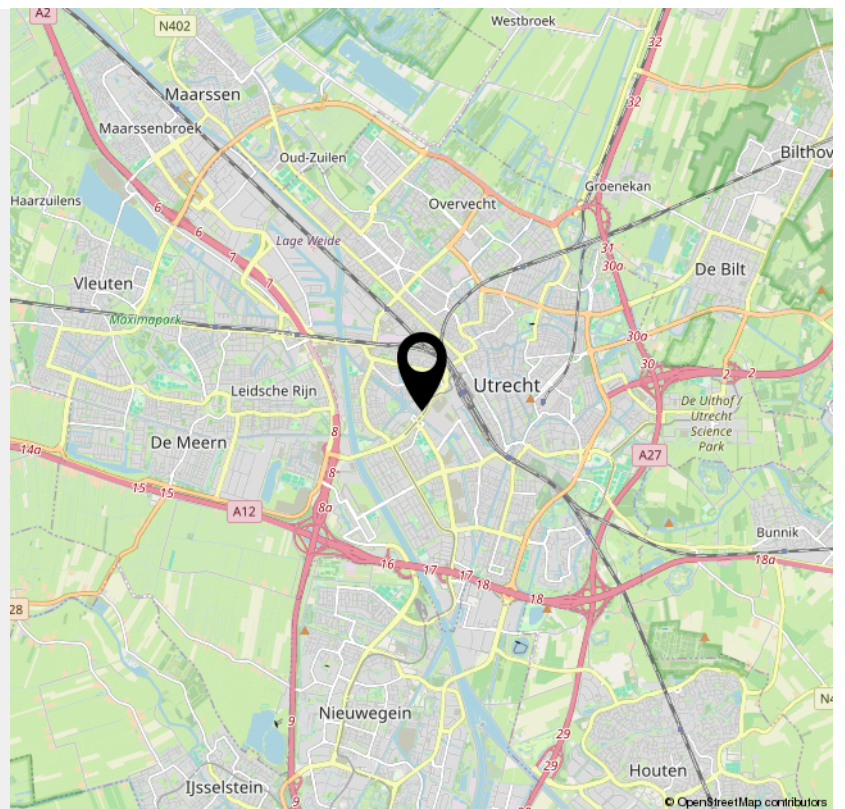 A2
N402
Westbroek
32
Maarssen
32
Maarssenbroek
Bilthov
Oud-Zuilen
Groenekan
Haarzuilens
Overvecht
6
Lage Weide
31
6
7
30a
De Bilt
Vleuten
7
Máximapark
30a
30
2
2
Utrecht
Leidsche Rijn
De Uithof /
Utrecht
Science
Park
8
De Meern
14a
A27
8
15
15
8a
A12
Bunnik
16
17
17
18
18a
18
28
N4
9
Nieuwegein
29
29
Houten
IJsselstein
9
28
© OpenStreetMap contributors